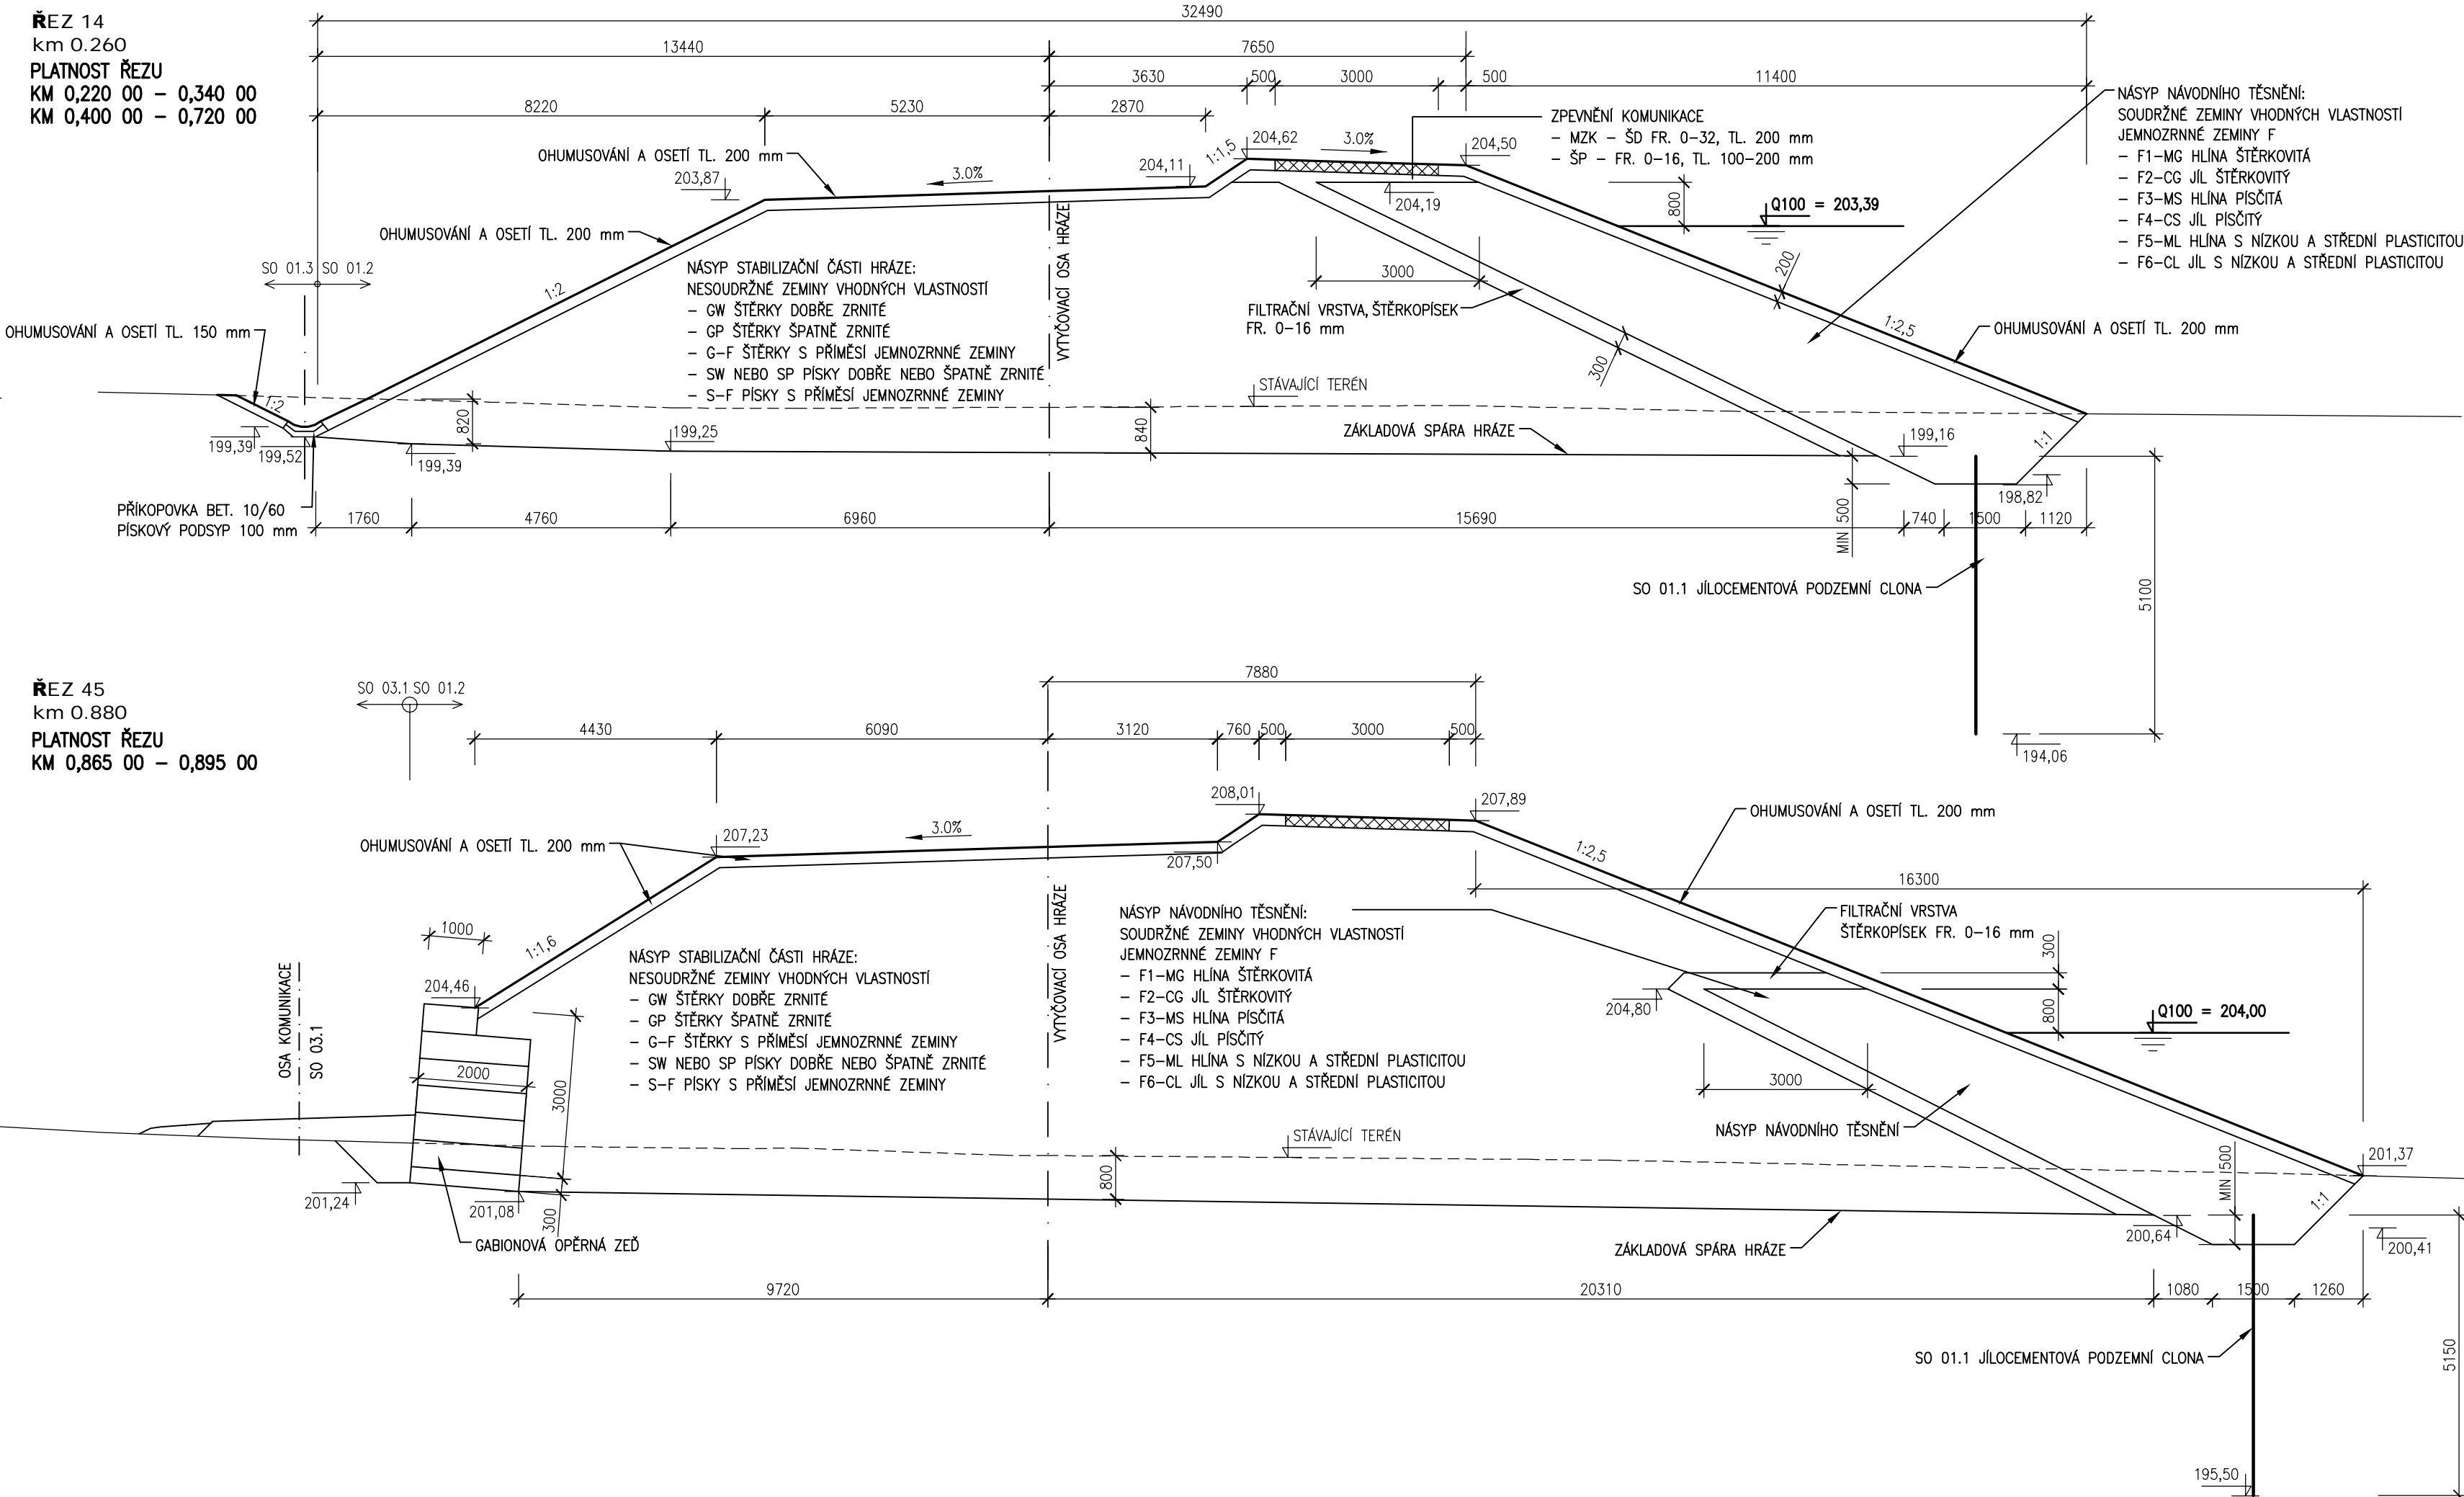 ŘEZ 14
km 0.260
PLATNOST ŘEZU
KM 0,220 00 – 0,340 00
KM 0,400 00 – 0,720 00
32490
13440
7650
3630
500
3000
500
11400
8220
5230
2870
OHUMUSOVÁNÍ A OSETÍ TL. 200 mm
203,87
3.0%
204,11
1:1,5
204,62
3.0%
204,50
204,19
ZPEVNĚNÍ KOMUNIKACE
– MZK – ŠD FR. 0–32, TL. 200 mm
– ŠP – FR. 0–16, TL. 100–200 mm
800
Q100 = 203,39
NÁSYP NÁVODNÍHO TĚSNĚNÍ:
SOUDRŽNÉ ZEMINY VHODNÝCH VLASTNOSTÍ
JEMNOZRNNÉ ZEMINY F
– F1–MG HLÍNA ŠTĚRKOVITÁ
– F2–CG JÍL ŠTĚRKOVITÝ
– F3–MS HLÍNA PÍSČITÁ
– F4–CS JÍL PÍSČITÝ
– F5–ML HLÍNA S NÍZKOU A STŘEDNÍ PLASTICITOU
– F6–CL JÍL S NÍZKOU A STŘEDNÍ PLASTICITOU
OHUMUSOVÁNÍ A OSETÍ TL. 200 mm
SO 01.3
SO 01.2
1:2
NÁSYP STABILIZAČNÍ ČÁSTI HRÁZE:
NESOUDRŽNÉ ZEMINY VHODNÝCH VLASTNOSTÍ
– GW ŠTĚRKY DOBŘE ZRNITÉ
– GP ŠTĚRKY ŠPATNĚ ZRNITÉ
– G–F ŠTĚRKY S PŘÍMĚSÍ JEMNOZRNNÉ ZEMINY
– SW NEBO SP PÍSKY DOBŘE NEBO ŠPATNĚ ZRNITÉ
– S–F PÍSKY S PŘÍMĚSÍ JEMNOZRNNÉ ZEMINY
VYTYČOVACÍ OSA HRÁZE
3000
200
FILTRAČNÍ VRSTVA, ŠTĚRKOPÍSEK
FR. 0–16 mm
300
1:2,5
OHUMUSOVÁNÍ A OSETÍ TL. 200 mm
OHUMUSOVÁNÍ A OSETÍ TL. 150 mm
1:2
STÁVAJÍCÍ TERÉN
820
840
199,39
199,52
199,39
199,25
ZÁKLADOVÁ SPÁRA HRÁZE
199,16
1:1
198,82
PŘÍKOPOVKA BET. 10/60
PÍSKOVÝ PODSYP 100 mm
1760
4760
6960
15690
MIN 500
740
1500
1120
SO 01.1 JÍLOCEMENTOVÁ PODZEMNÍ CLONA
5100
194,06
ŘEZ 45
km 0.880
PLATNOST ŘEZU
KM 0,865 00 – 0,895 00
SO 03.1
SO 01.2
7880
4430
6090
3120
760
500
3000
500
208,01
207,89
OHUMUSOVÁNÍ A OSETÍ TL. 200 mm
OHUMUSOVÁNÍ A OSETÍ TL. 200 mm
207,23
3.0%
207,50
1:2,5
16300
1000
1:1,6
204,46
OSA KOMUNIKACE
SO 03.1
2000
3000
NÁSYP STABILIZAČNÍ ČÁSTI HRÁZE:
NESOUDRŽNÉ ZEMINY VHODNÝCH VLASTNOSTÍ
– GW ŠTĚRKY DOBŘE ZRNITÉ
– GP ŠTĚRKY ŠPATNĚ ZRNITÉ
– G–F ŠTĚRKY S PŘÍMĚSÍ JEMNOZRNNÉ ZEMINY
– SW NEBO SP PÍSKY DOBŘE NEBO ŠPATNĚ ZRNITÉ
– S–F PÍSKY S PŘÍMĚSÍ JEMNOZRNNÉ ZEMINY
VYTYČOVACÍ OSA HRÁZE
NÁSYP NÁVODNÍHO TĚSNĚNÍ:
SOUDRŽNÉ ZEMINY VHODNÝCH VLASTNOSTÍ
JEMNOZRNNÉ ZEMINY F
– F1–MG HLÍNA ŠTĚRKOVITÁ
– F2–CG JÍL ŠTĚRKOVITÝ
– F3–MS HLÍNA PÍSČITÁ
– F4–CS JÍL PÍSČITÝ
– F5–ML HLÍNA S NÍZKOU A STŘEDNÍ PLASTICITOU
– F6–CL JÍL S NÍZKOU A STŘEDNÍ PLASTICITOU
FILTRAČNÍ VRSTVA
ŠTĚRKOPÍSEK FR. 0–16 mm
300
204,80
800
Q100 = 204,00
3000
NÁSYP NÁVODNÍHO TĚSNĚNÍ
STÁVAJÍCÍ TERÉN
800
201,37
MIN 500
1:1
201,24
201,08
300
GABIONOVÁ OPĚRNÁ ZEĎ
ZÁKLADOVÁ SPÁRA HRÁZE
200,64
200,41
9720
20310
1080
1500
1260
SO 01.1 JÍLOCEMENTOVÁ PODZEMNÍ CLONA
5150
195,50